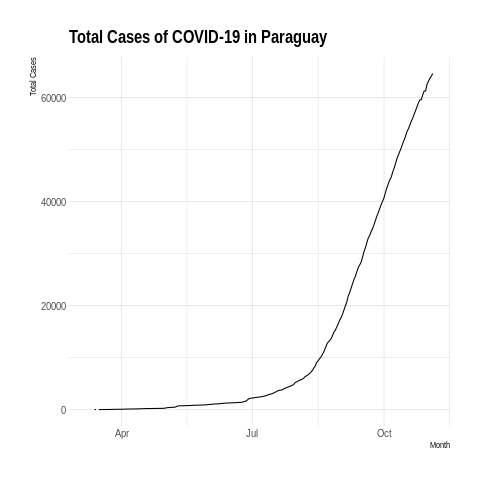 Total Cases of COVID-19 in Paraguay
Total Cases
60000
40000
20000
0
Apr
Jul
Oct
Month